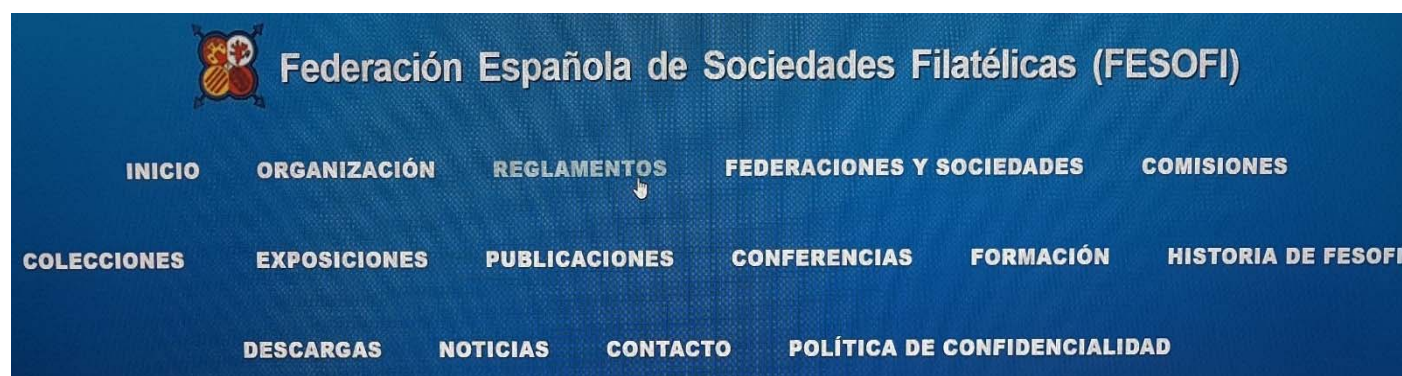 Federación Española de Sociedades Filatélicas (FESOFI)
INICIO ORGANIZACIÓN REGLAMENTOS FEDERACIONES Y SOCIEDADES COMISIONES
COLECCIONES EXPOSICIONES PUBLICACIONES CONFERENCIAS FORMACIÓN HISTORIA DE FESOFI
DESCARGAS NOTICIAS CONTACTO POLÍTICA DE CONFIDENCIALIDAD